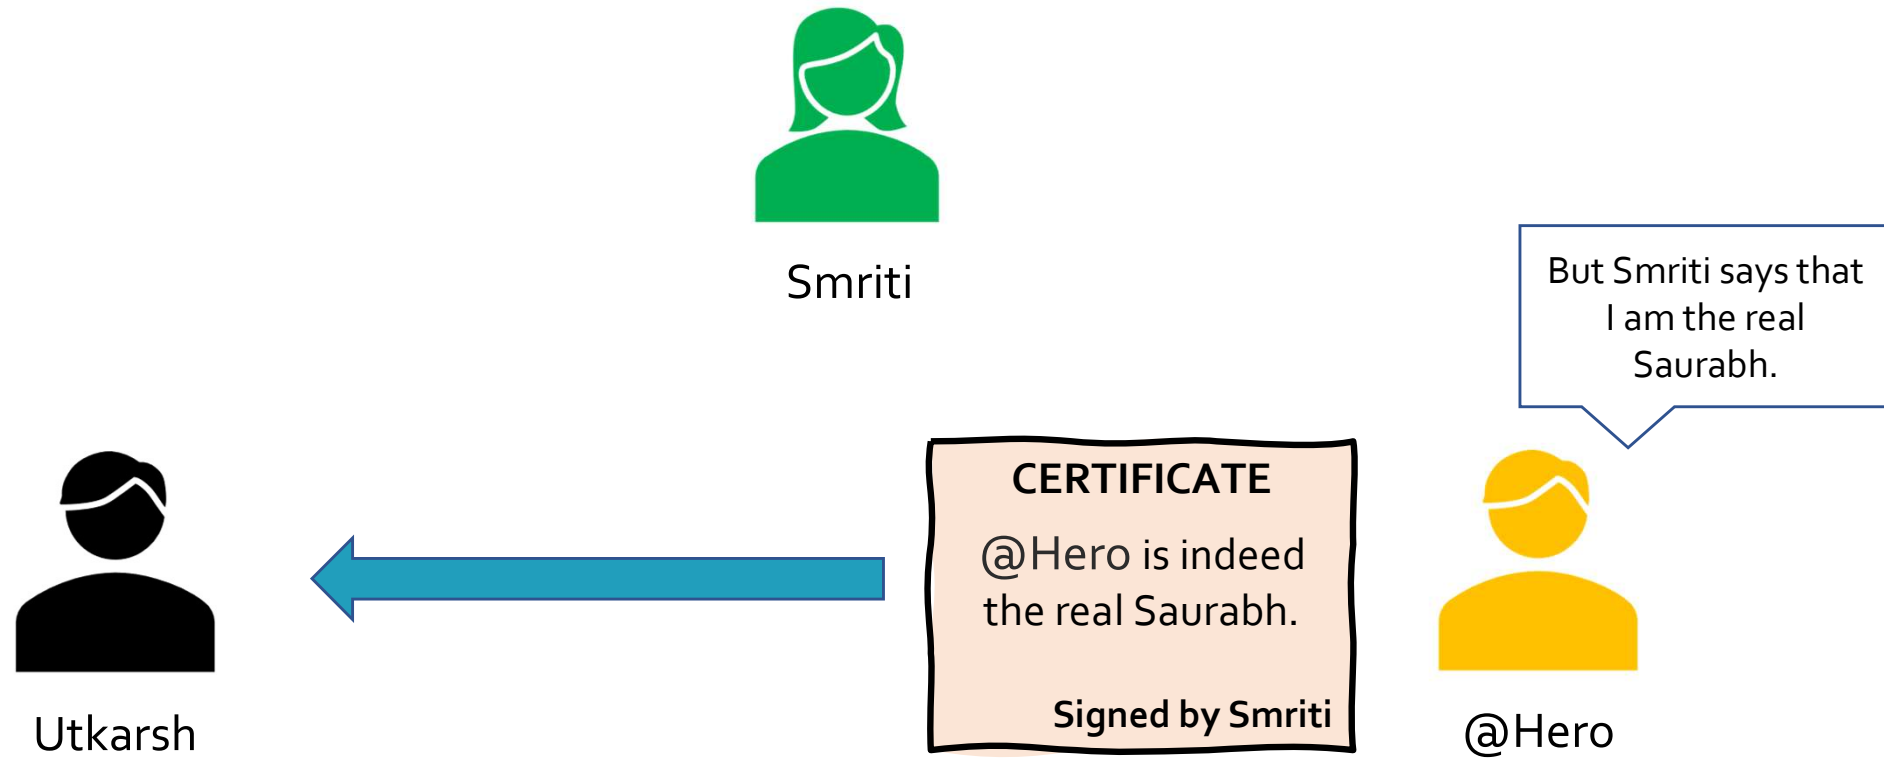 Smriti
But Smriti says that
I am the real
Saurabh.
CERTIFICATE
@Hero is indeed
the real Saurabh.
Signed by Smriti
Utkarsh
@Hero